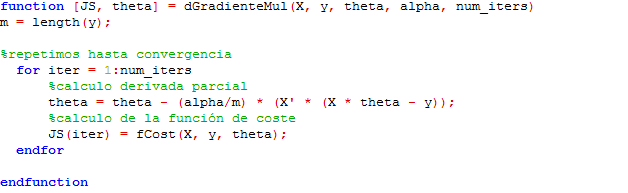 function [JS, theta] = dGradienteMul(X, y, theta, alpha, num_iters)
m = length(y);
%repetimos hasta convergencia
for iter = 1:num_iters
%calculo derivada parcial
theta = theta - (alpha/m) * (X' * (X * theta - y));
%calculo de la función de coste
JS(iter) = fCost(X, y, theta);
endfor
endfunction